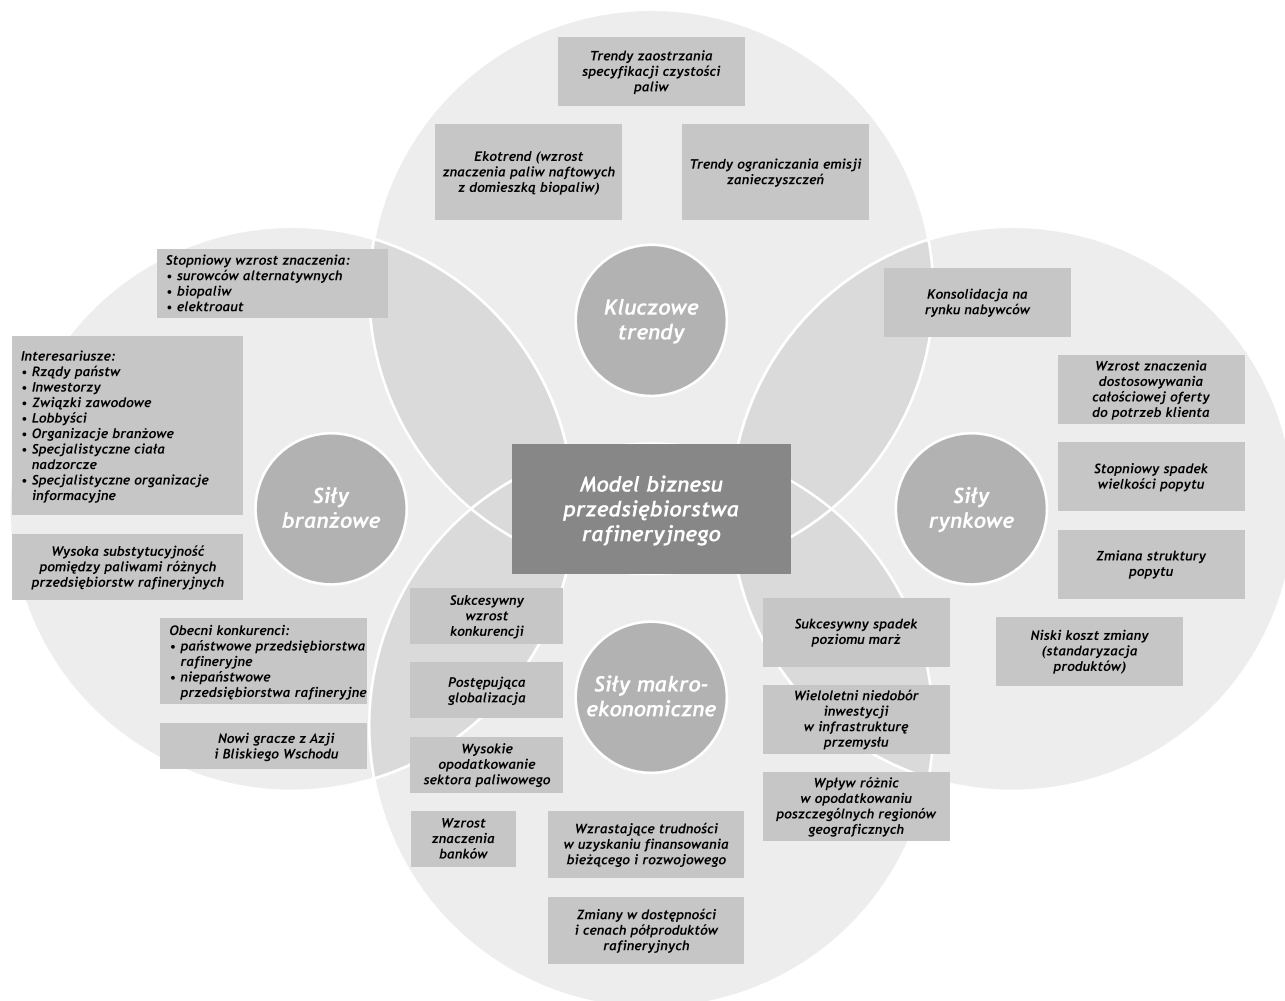 Trendy zaostrzania
specyfikacji czystości
paliw
Ekotrend (wzrost
znaczenia paliw naftowych
z domieszką biopaliw)
Trendy ograniczania emisji
zanieczyszczeń
Kluczowe
trendy
Stopniowy wzrost znaczenia:
• surowców alternatywnych
• biopaliw
• elektroaut
Interesariusze:
• Rządy państw
• Inwestorzy
• Związki zawodowe
• Lobbyści
• Organizacje branżowe
• Specjalistyczne ciała
nadzorcze
• Specjalistyczne organizacje
informacyjne
Siły
branżowe
Wysoka substytucyjność
pomiędzy paliwami różnych
przedsiębiorstw rafineryjnych
Obecni konkurenci:
• państwowe przedsiębiorstwa
rafineryjne
• niepaństwowe
przedsiębiorstwa rafineryjne
Nowi gracze z Azji
i Bliskiego Wschodu
Model biznesu
przedsiębiorstwa
rafineryjnego
Konsolidacja na
rynku nabywców
Wzrost znaczenia
dostosowywania
całościowej oferty
do potrzeb klienta
Stopniowy spadek
wielkości popytu
Siły
rynkowe
Zmiana struktury
popytu
Niski koszt zmiany
(standaryzacja
produktów)
Sukcesywny
wzrost
konkurencji
Postępująca
globalizacja
Wysokie
opodatkowanie
sektora paliwowego
Wzrost
znaczenia
banków
Siły makro-
ekonomiczne
Sukcesywny spadek
poziomu marż
Wieloletni niedobór
inwestycji
w infrastrukturę
przemysłu
Wpływ różnic
w opodatkowaniu
poszczególnych regionów
geograficznych
Wzrastające trudności
w uzyskaniu finansowania
bieżącego i rozwojowego
Zmiany w dostępności
i cenach półproduktów
rafineryjnych